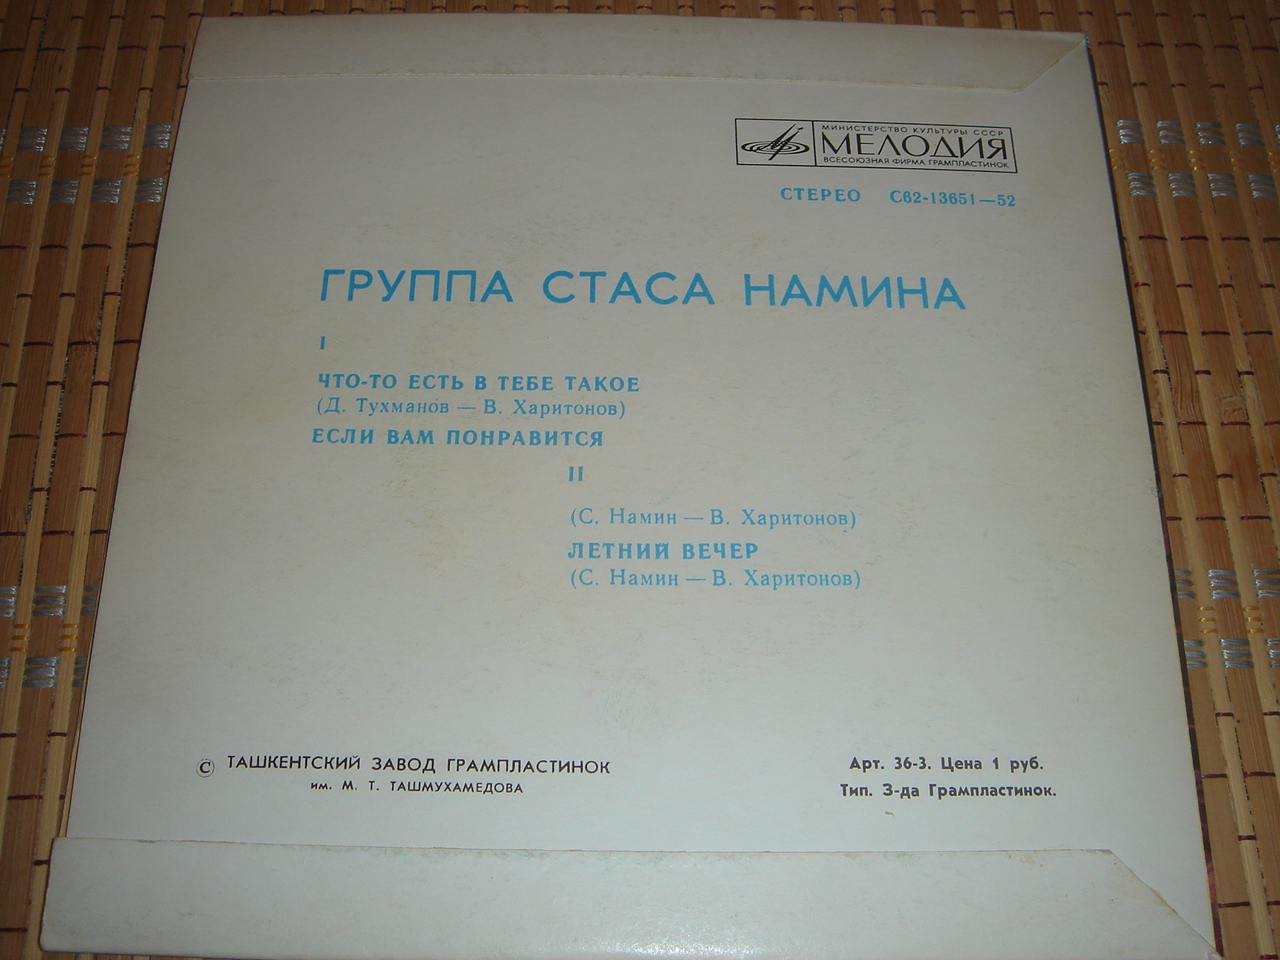 МИНИСТЕРСТВО КУЛЬТУРЫ СССР
МЕЛОДИЯ
ВСЕСОЮЗНАЯ ФИРМА ГРАМПЛАСТИНОК
СТЕРЕО С62-13651—52
ГРУППА СТАСА НАМИНА
I
ЧТО-ТО ЕСТЬ В ТЕБЕ ТАКОЕ
(Д. Тухманов — В. Харитонов)
ЕСЛИ ВАМ ПОНРАВИТСЯ
II
(С. Намин — В. Харитонов)
ЛЕТНИЙ ВЕЧЕР
(С. Намин — В. Харитонов)
© ТАШКЕНТСКИЙ ЗАВОД ГРАМПЛАСТИНОК
им. М. Т. ТАШМУХАМЕДОВА
Арт. 36-3. Цена 1 руб.
Тип. З-да Грампластинок.